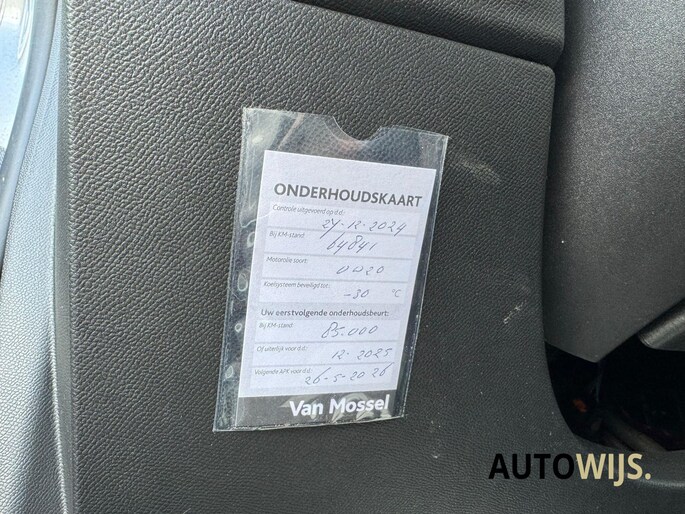 ONDERHOUDSKAART
Controle uitgevoerd op d.d.:
24-12-2024
Bij KM-stand:
64841
Motorolie soort:
0W20
Koelsysteem beveiligd tot:
-30 °C
Uw eerstvolgende onderhoudsbeurt:
Bij KM-stand
85.000
Of uiterlijk voor d.d.:
12-2025
Volgende APK voor d.d.:
26-5-2026
Van Mossel
AUTOWIJS.